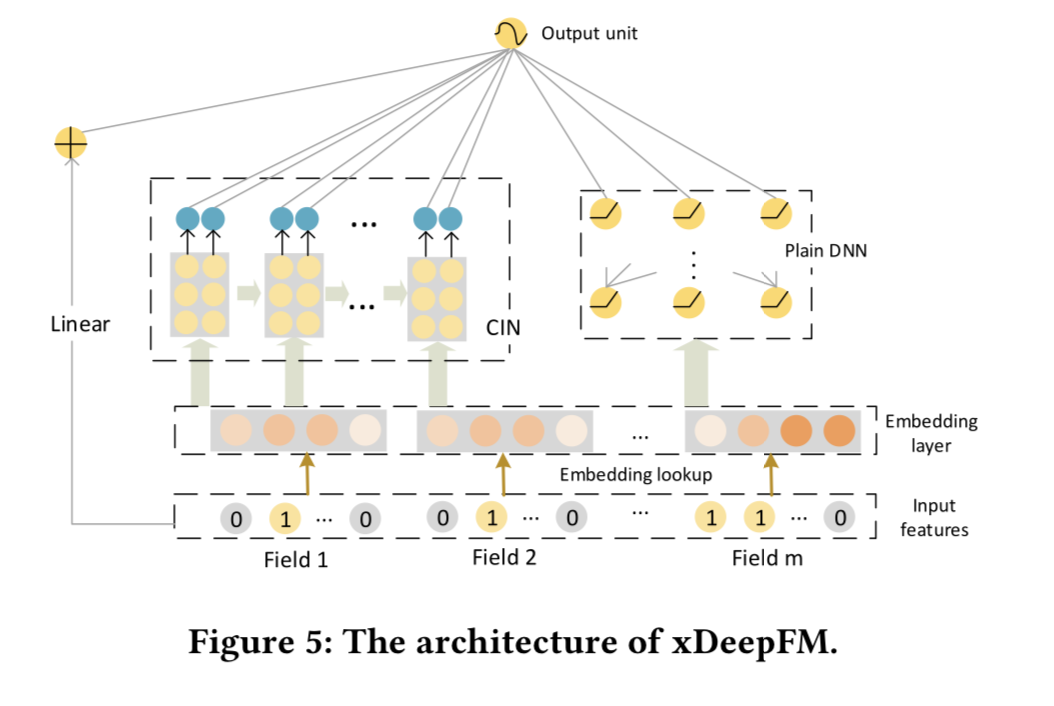 Output unit
Plain DNN
Linear
CIN
...
...
Embedding
layer
...
Embedding lookup
Input
features
0 1 ... 0 0 1 ... 0 ... 1 1 ... 0
Field 1 Field 2 Field m
Figure 5: The architecture of xDeepFM.